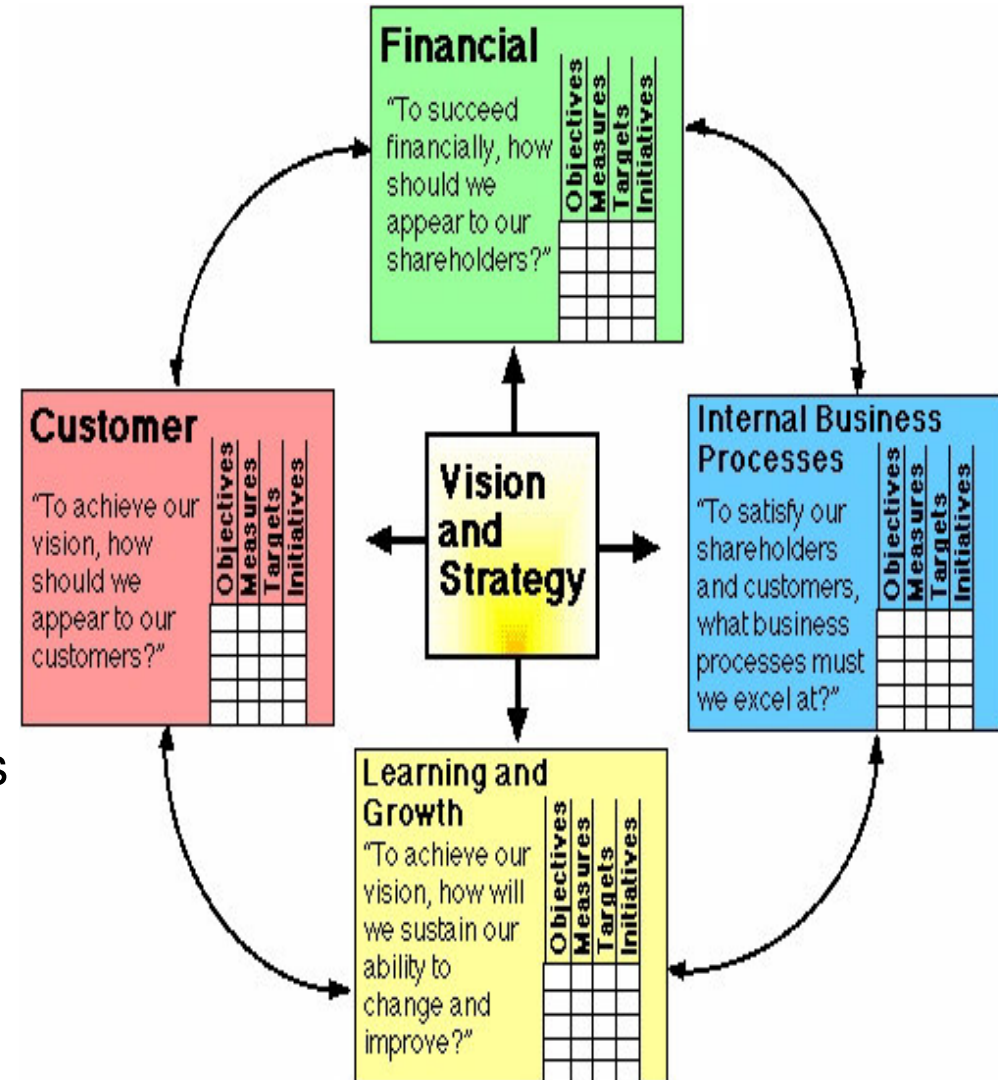 Financial
“To succeed
financially, how
should we
appear to our
shareholders?”
Objectives
Measures
Targets
Initiatives
Customer
“To achieve our
vision, how
should we
appear to our
customers?”
Objectives
Measures
Targets
Initiatives
Vision
and
Strategy
Internal Business
Processes
“To satisfy our
shareholders
and customers,
what business
processes must
we excel at?”
Objectives
Measures
Targets
Initiatives
s
Learning and
Growth
“To achieve our
vision, how will
we sustain our
ability to
change and
improve?”
Objectives
Measures
Targets
Initiatives